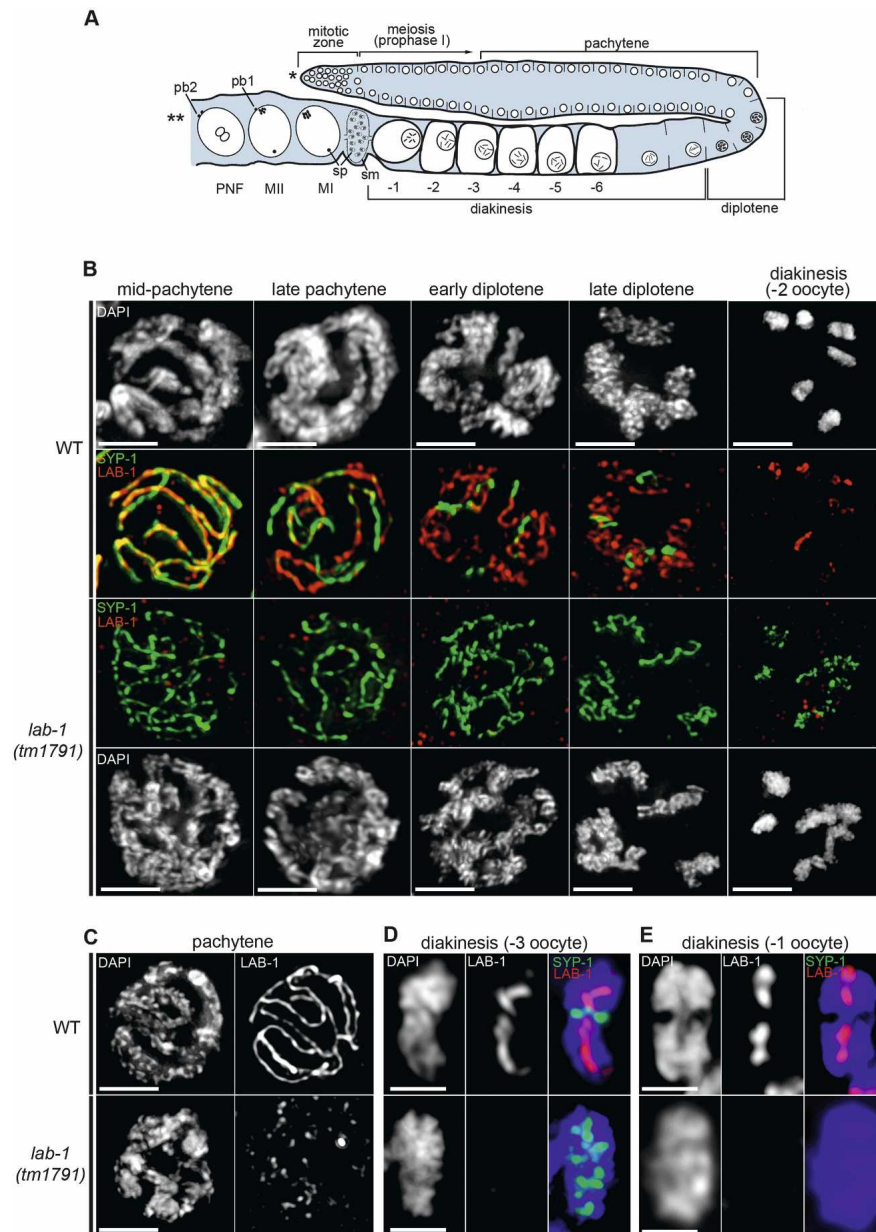 A
mitotic
zone
meiosis
(prophase I)
pachytene
*
pb2
pb1
**
sp
sm
PNF
MII
MI
-1
-2
-3
-4
-5
-6
diakinesis
diplotene
B
mid-pachytene
late pachytene
early diplotene
late diplotene
diakinesis
(-2 oocyte)
DAPI
WT
SYP-1
LAB-1
SYP-1
LAB-1
lab-1
(tm1791)
DAPI
C
pachytene
D
diakinesis (-3 oocyte)
E
diakinesis (-1 oocyte)
DAPI
LAB-1
DAPI
LAB-1
SYP-1
LAB-1
DAPI
LAB-1
SYP-1
LAB-1
WT
lab-1
(tm1791)